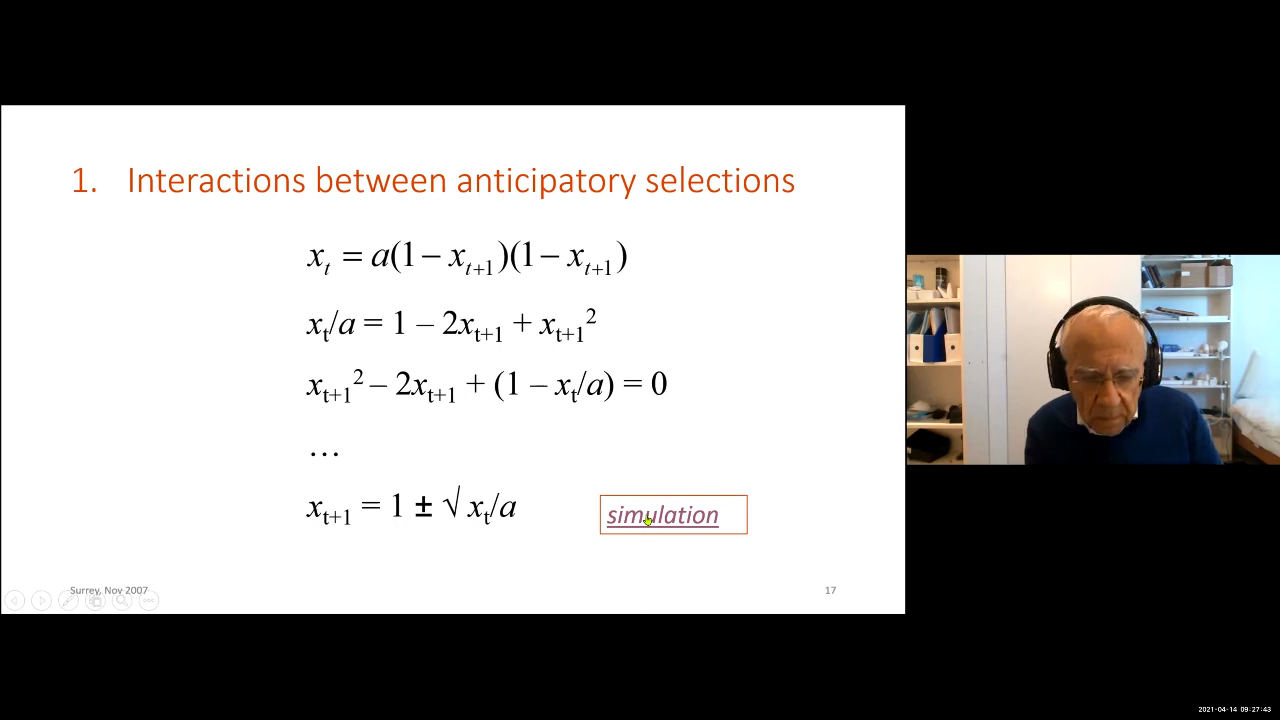 1. Interactions between anticipatory selections
xₜ = a(1 – xₜ₊₁)(1 – xₜ₊₁)
xₜ/a = 1 – 2xₜ₊₁ + xₜ₊₁²
xₜ₊₁² – 2xₜ₊₁ + (1 – xₜ/a) = 0
…
xₜ₊₁ = 1 ± √ xₜ/a
simulation
Surrey, Nov 2007
17
2021-04-14 09:27:43